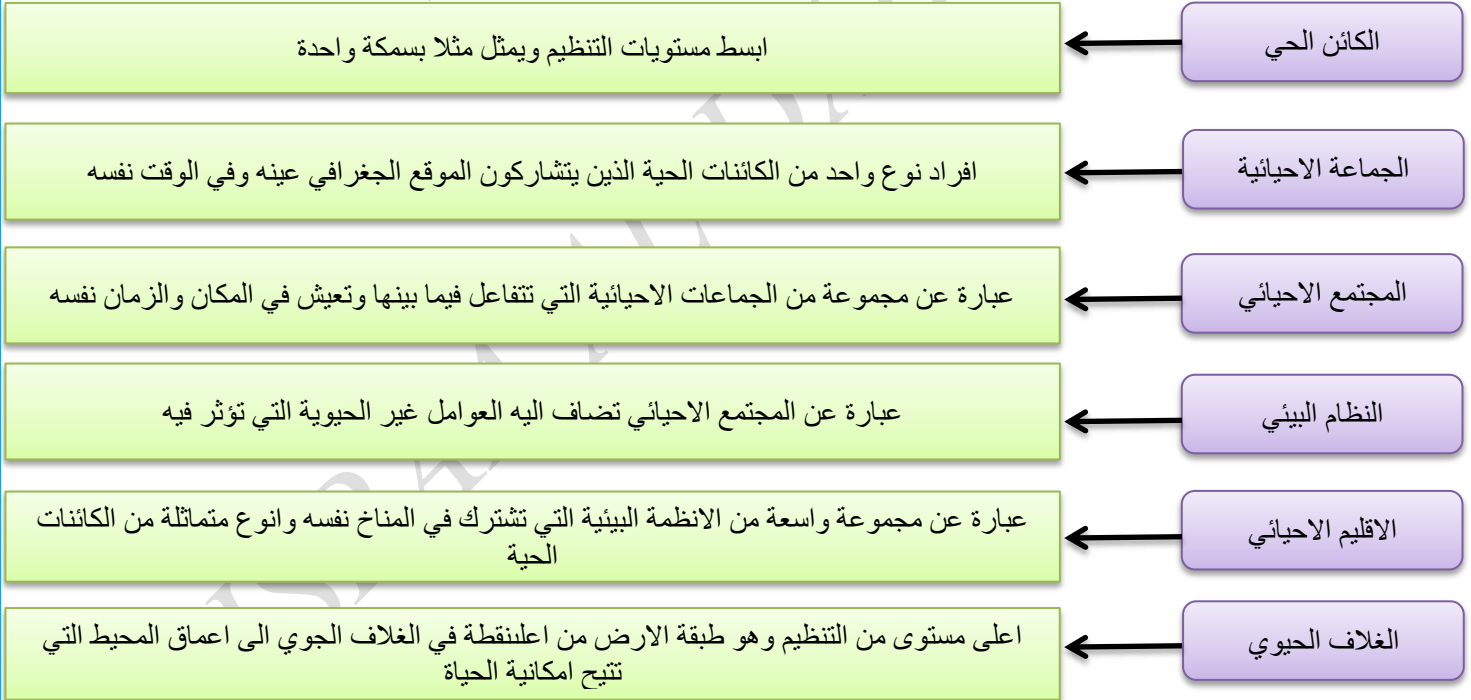 الكائن الحي
ابسط مستويات التنظيم ويمثل مثلا بسمكة واحدة
الجماعة الاحيائية
افراد نوع واحد من الكائنات الحية الذين يتشاركون الموقع الجغرافي عينه وفي الوقت نفسه
المجتمع الاحيائي
عبارة عن مجموعة من الجماعات الاحيائية التي تتفاعل فيما بينها وتعيش في المكان والزمان نفسه
النظام البيئي
عبارة عن المجتمع الاحيائي تضاف اليه العوامل غير الحيوية التي تؤثر فيه
الاقليم الاحيائي
عبارة عن مجموعة واسعة من الانظمة البيئية التي تشترك في المناخ نفسه وانوع متماثلة من الكائنات
الحية
الغلاف الحيوي
اعلى مستوى من التنظيم وهو طبقة الارض من اعلىنقطة في الغلاف الجوي الى اعماق المحيط التي
تتيح امكانية الحياة